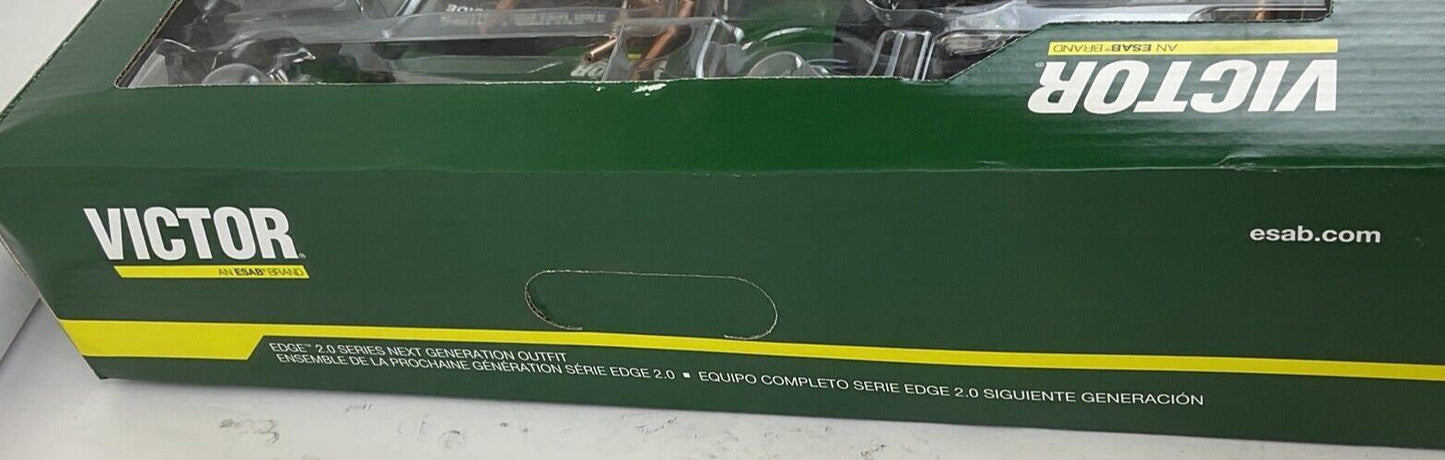 AN ESAB® BRAND
VICTOR®
VICTOR®
AN ESAB® BRAND
esab.com
EDGE™ 2.0 SERIES NEXT GENERATION OUTFIT
ENSEMBLE DE LA PROCHAINE GÉNÉRATION SÉRIE EDGE 2.0 ▪ EQUIPO COMPLETO SERIE EDGE 2.0 SIGUIENTE GENERACIÓN